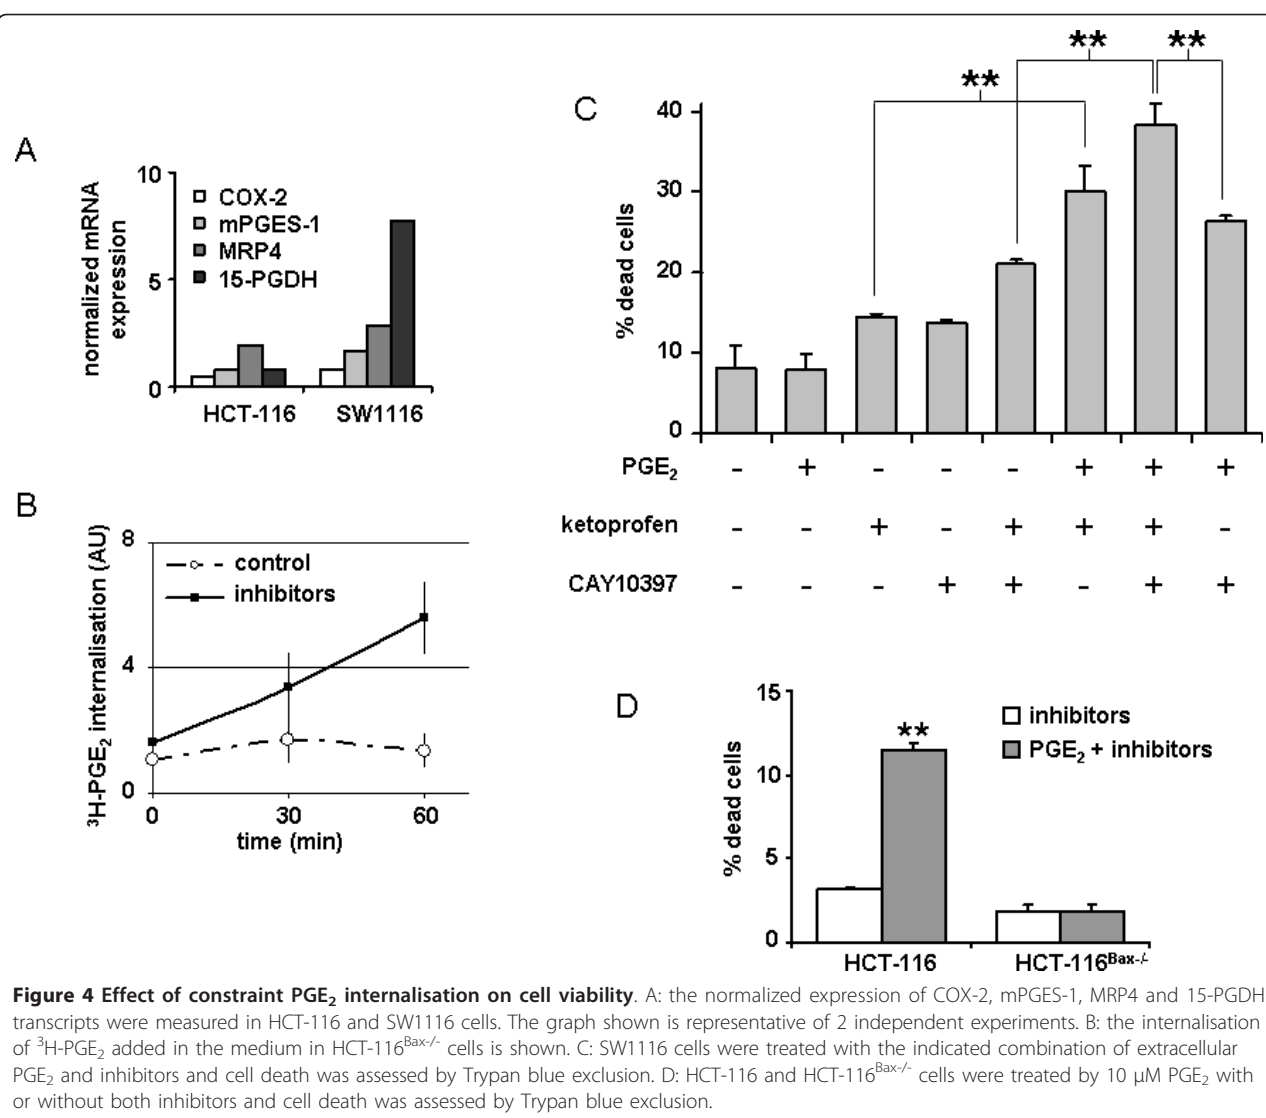 A
10
5
0
normalized mRNA
expression
COX-2
mPGES-1
MRP4
15-PGDH
HCT-116
SW1116
B
8
4
0
³H-PGE₂ internalisation (AU)
control
inhibitors
0 30 60
time (min)
C
** ** **
40
30
20
10
0
% dead cells
PGE₂ - + - - - + + +
ketoprofen - - + - + + + -
CAY10397 - - - + + - + +
D
15
10
5
0
% dead cells
**
inhibitors
PGE₂ + inhibitors
HCT-116
HCT-116ᴮᵃˣ⁻/⁻
Figure 4 Effect of constraint PGE₂ internalisation on cell viability. A: the normalized expression of COX-2, mPGES-1, MRP4 and 15-PGDH
transcripts were measured in HCT-116 and SW1116 cells. The graph shown is representative of 2 independent experiments. B: the internalisation
of ³H-PGE₂ added in the medium in HCT-116ᴮᵃˣ⁻/⁻ cells is shown. C: SW1116 cells were treated with the indicated combination of extracellular
PGE₂ and inhibitors and cell death was assessed by Trypan blue exclusion. D: HCT-116 and HCT-116ᴮᵃˣ⁻/⁻ cells were treated by 10 μM PGE₂ with
or without both inhibitors and cell death was assessed by Trypan blue exclusion.